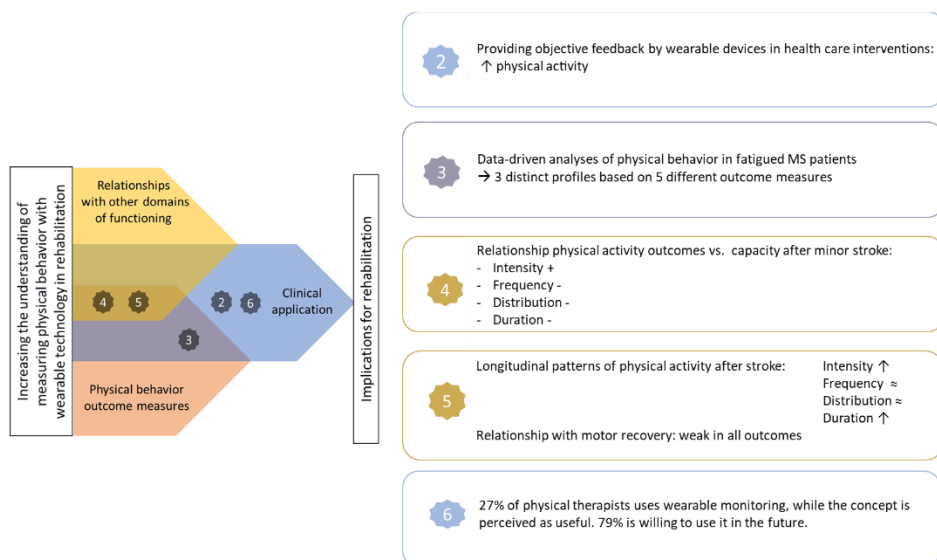 Increasing the understanding of
measuring physical behavior with
wearable technology in rehabilitation
Relationships
with other domains
of functioning
4
5
2
6
3
Clinical
application
Physical behavior
outcome measures
Implications for rehabilitation
2
Providing objective feedback by wearable devices in health care interventions:
↑ physical activity
3
Data-driven analyses of physical behavior in fatigued MS patients
→ 3 distinct profiles based on 5 different outcome measures
4
Relationship physical activity outcomes vs. capacity after minor stroke:
- Intensity +
- Frequency -
- Distribution -
- Duration -
5
Longitudinal patterns of physical activity after stroke: Intensity ↑
Frequency ≈
Distribution ≈
Duration ↑
Relationship with motor recovery: weak in all outcomes
6
27% of physical therapists uses wearable monitoring, while the concept is
perceived as useful. 79% is willing to use it in the future.